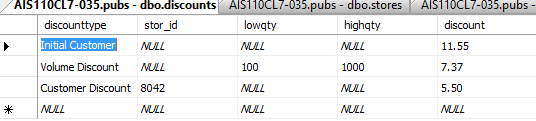 AIS110CL7-035.pubs - dbo.discounts AIS110CL7-035.pubs - dbo.stores AIS110CL7-035.pubs -
discounttype stor_id lowqty highqty discount
Initial Customer NULL NULL NULL 11.55
Volume Discount NULL 100 1000 7.37
Customer Discount 8042 NULL NULL 5.50
NULL NULL NULL NULL NULL